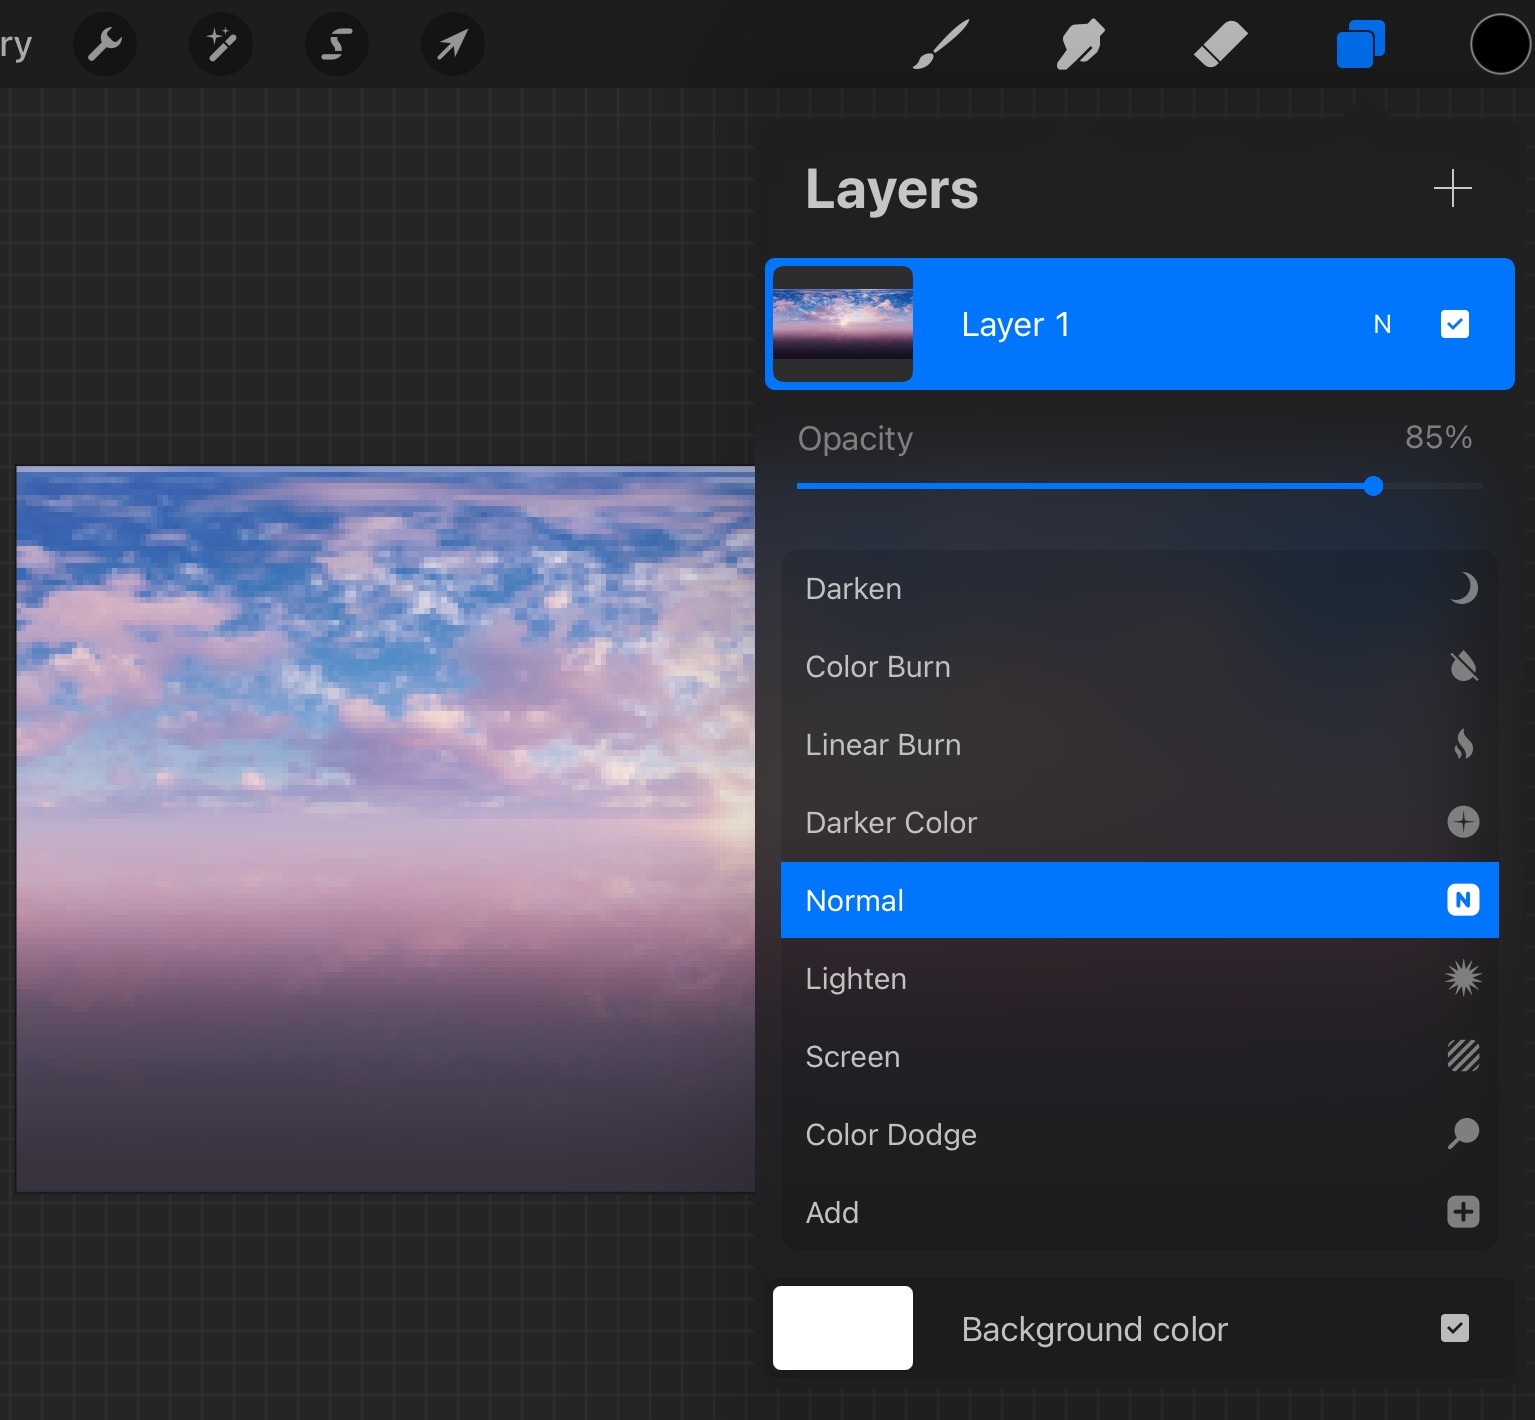 ry
Layers
Layer 1 N
Opacity 85%
Darken
Color Burn
Linear Burn
Darker Color
Normal N
Lighten
Screen
Color Dodge
Add
Background color